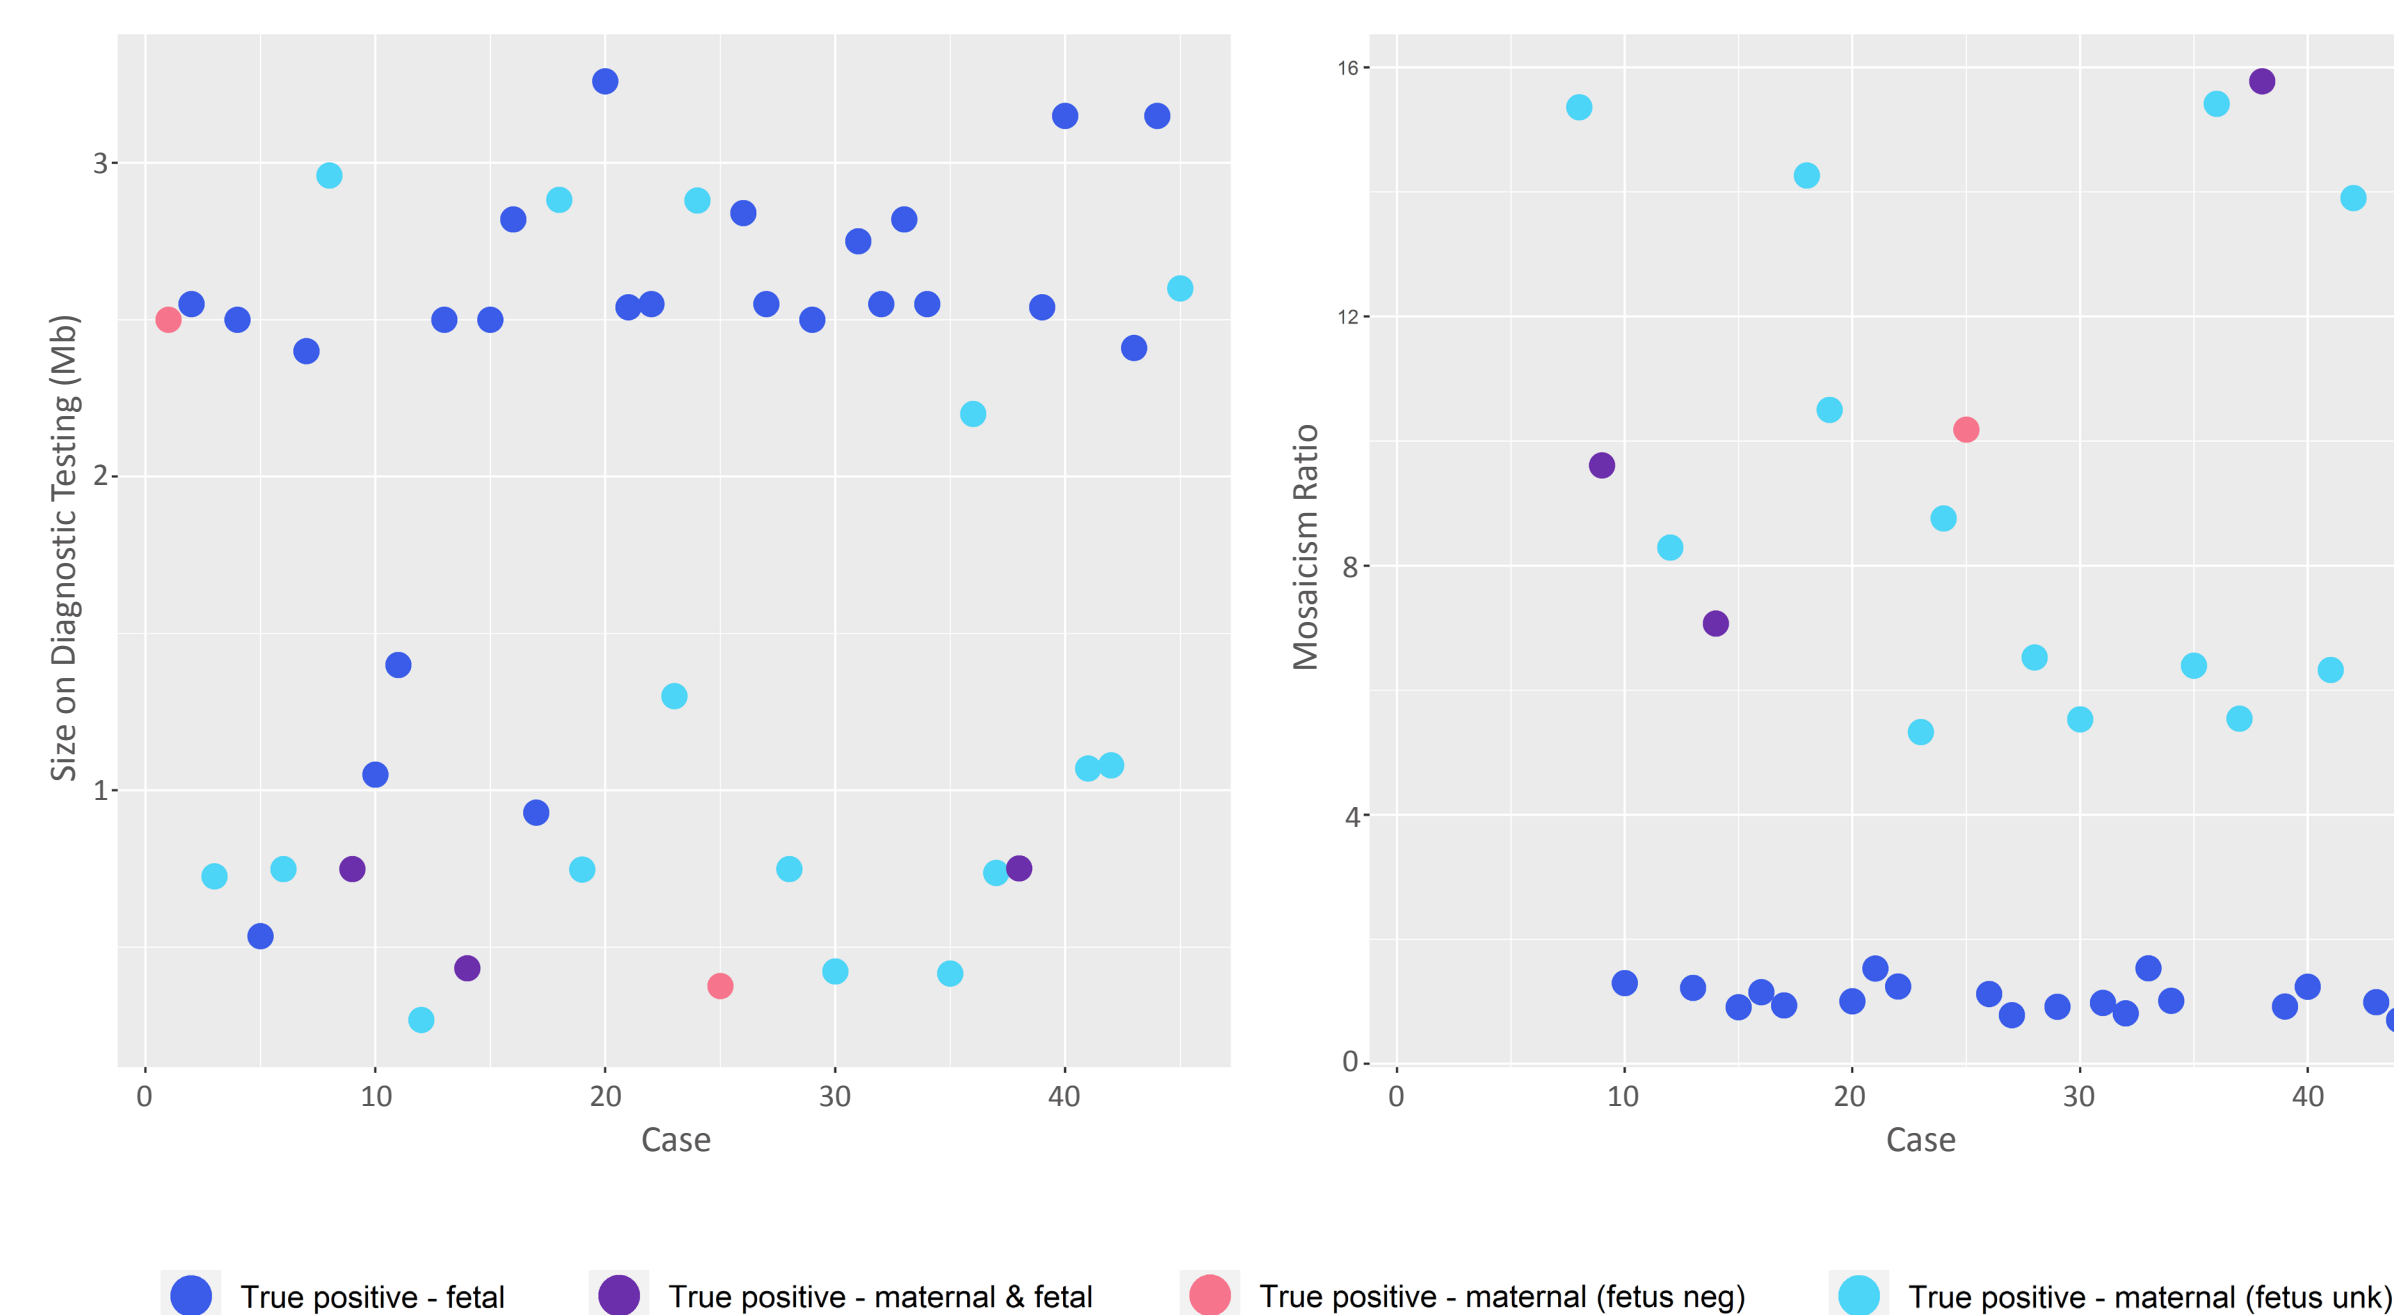 Size on Diagnostic Testing (Mb)
3
2
1
0 10 20 30 40
Case
Mosaicism Ratio
16
12
8
4
0
0 10 20 30 40
Case
True positive - fetal
True positive - maternal & fetal
True positive - maternal (fetus neg)
True positive - maternal (fetus unk)